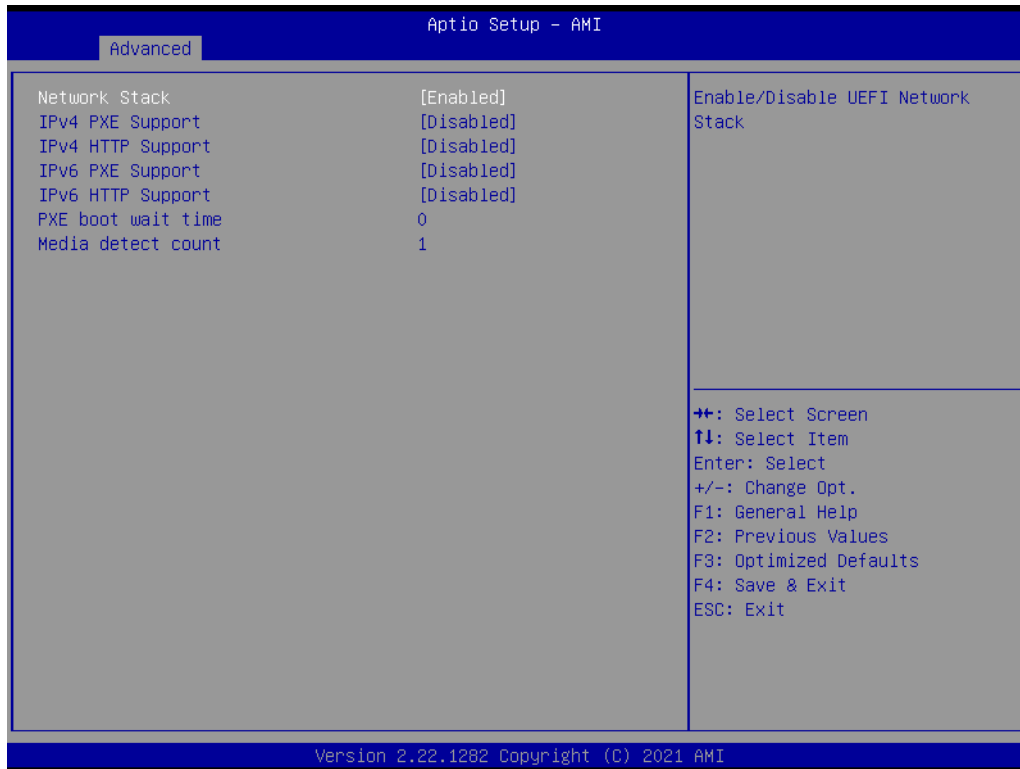 Aptio Setup – AMI
Advanced
Network Stack [Enabled]
IPv4 PXE Support [Disabled]
IPv4 HTTP Support [Disabled]
IPv6 PXE Support [Disabled]
IPv6 HTTP Support [Disabled]
PXE boot wait time 0
Media detect count 1
Enable/Disable UEFI Network
Stack
→←: Select Screen
↑↓: Select Item
Enter: Select
+/-: Change Opt.
F1: General Help
F2: Previous Values
F3: Optimized Defaults
F4: Save & Exit
ESC: Exit
Version 2.22.1282 Copyright (C) 2021 AMI